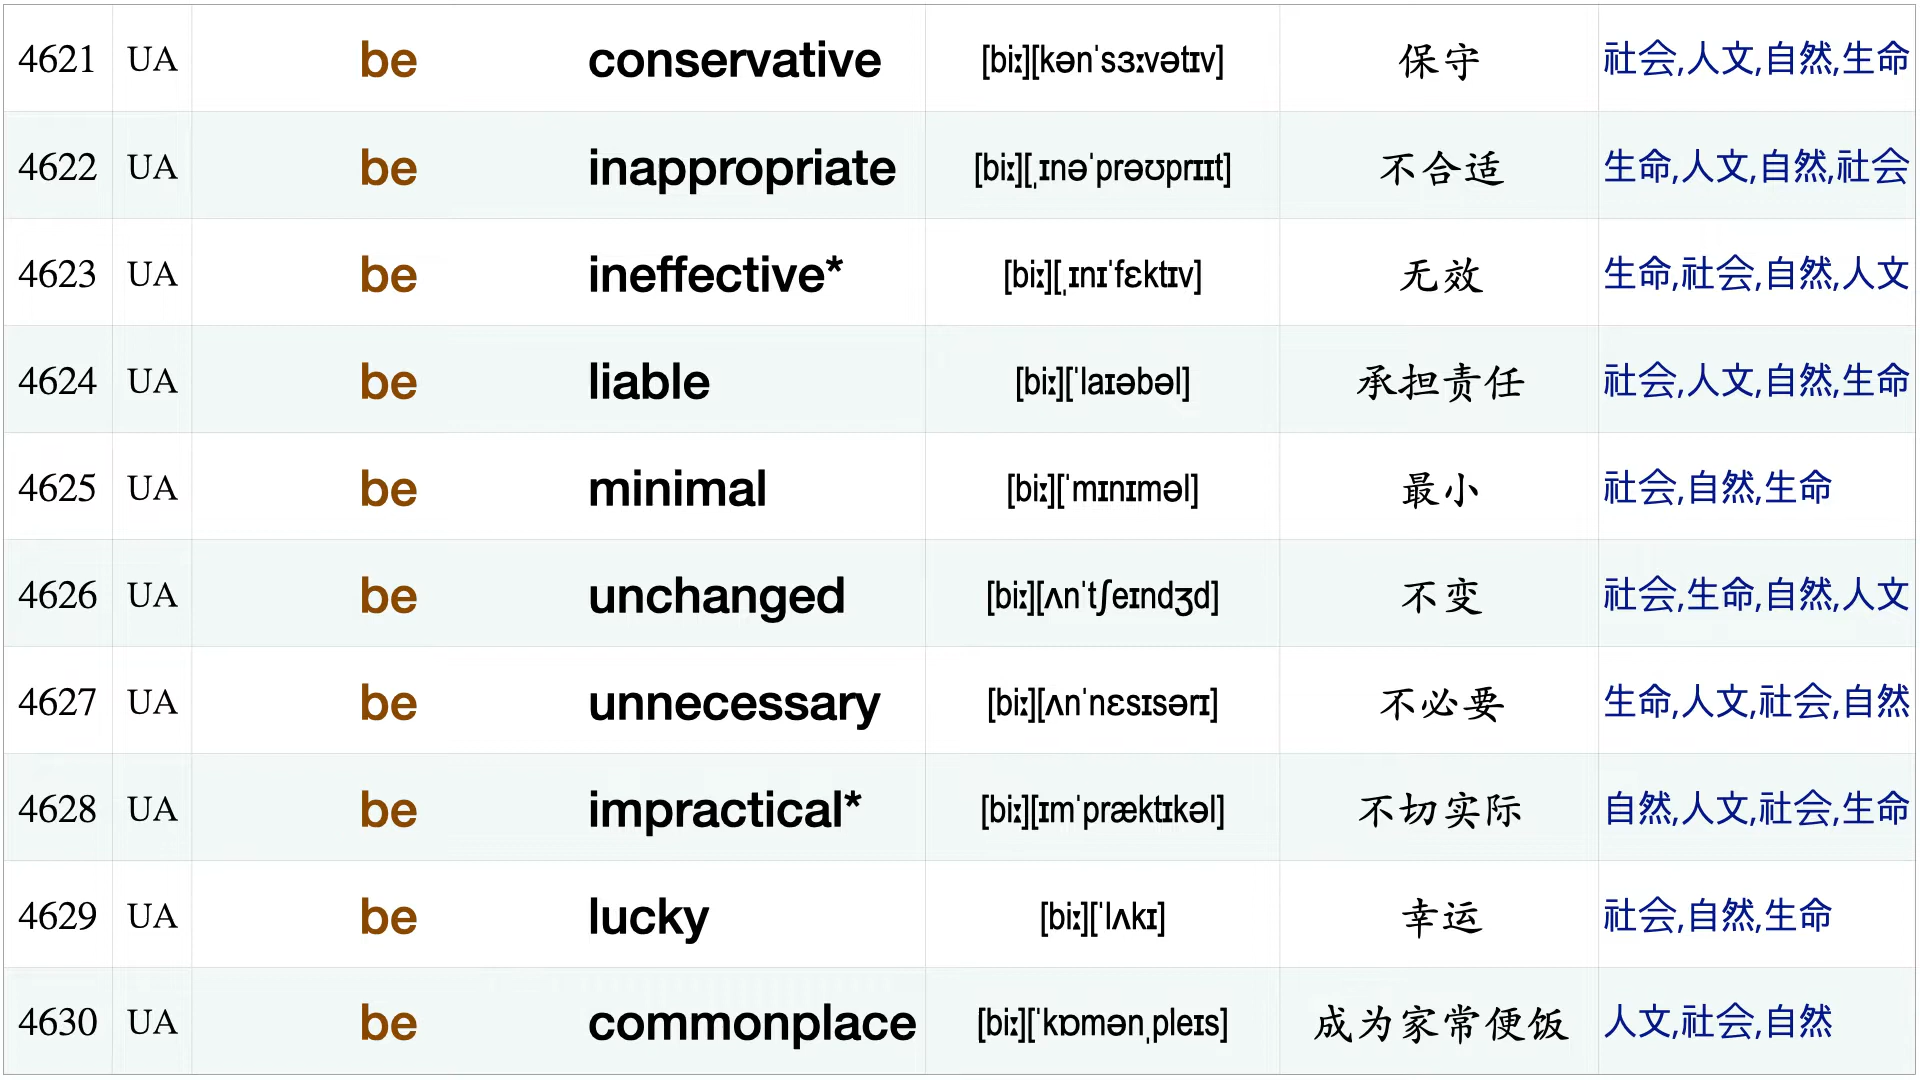 4621 UA be conservative [biː][kənˈsɜːvətɪv] 保守 社会,人文,自然,生命
4622 UA be inappropriate [biː][ˌɪnəˈprəʊprɪɪt] 不合适 生命,人文,自然,社会
4623 UA be ineffective* [biː][ˌɪnɪˈfɛktɪv] 无效 生命,社会,自然,人文
4624 UA be liable [biː][ˈlaɪəbəl] 承担责任 社会,人文,自然,生命
4625 UA be minimal [biː][ˈmɪnɪməl] 最小 社会,自然,生命
4626 UA be unchanged [biː][ʌnˈtʃeɪndʒd] 不变 社会,生命,自然,人文
4627 UA be unnecessary [biː][ʌnˈnɛsɪsərɪ] 不必要 生命,人文,社会,自然
4628 UA be impractical* [biː][ɪmˈpræktɪkəl] 不切实际 自然,人文,社会,生命
4629 UA be lucky [biː][ˈlʌkɪ] 幸运 社会,自然,生命
4630 UA be commonplace [biː][ˈkɒmənˌpleɪs] 成为家常便饭 人文,社会,自然